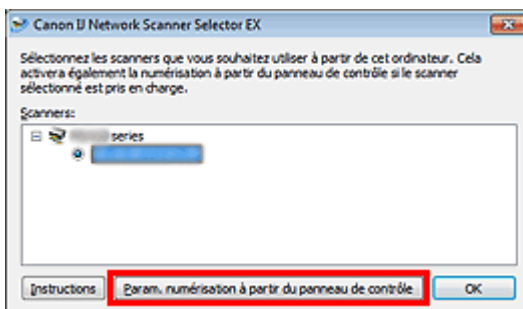 Canon IJ Network Scanner Selector EX
Sélectionnez les scanners que vous souhaitez utiliser à partir de cet ordinateur. Cela
activera également la numérisation à partir du panneau de contrôle si le scanner
sélectionné est pris en charge.
Scanners:
series
Instructions
Param. numérisation à partir du panneau de contrôle
OK